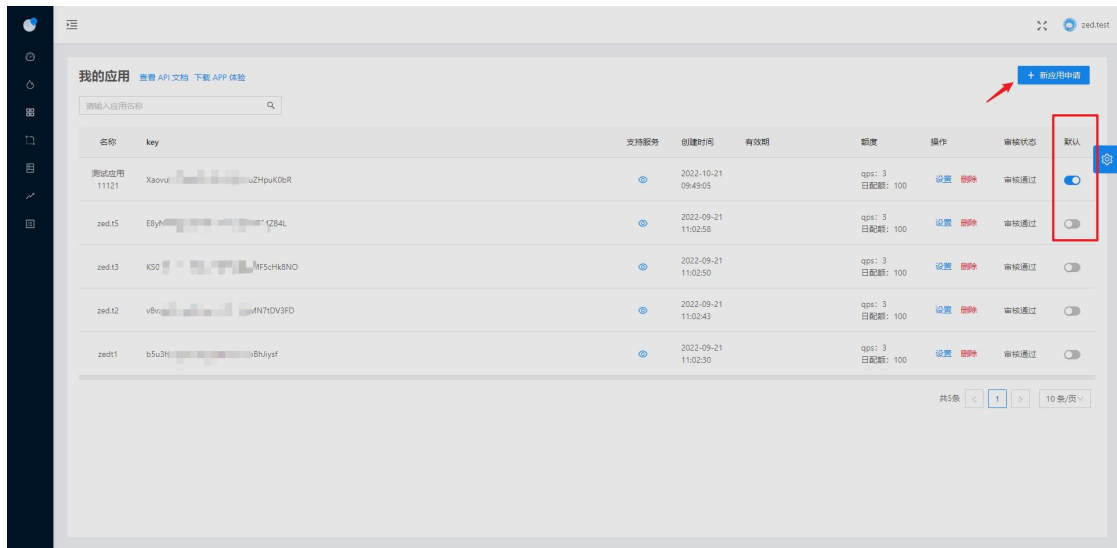 zed.test
我的应用 查看 API 文档 下载 APP 体验
+ 新应用申请
请输入应用名称
名称 key 支持服务 创建时间 有效期 额度 操作 审核状态 默认
测试应用 11121 Xaovul uZHpuK0bR 2022-10-21 09:49:05 qps: 3 日配额: 100 设置 删除 审核通过
zed.t5 E8yN 1ZB4L 2022-09-21 11:02:58 qps: 3 日配额: 100 设置 删除 审核通过
zed.t3 KS0 MF5cHk8NO 2022-09-21 11:02:50 qps: 3 日配额: 100 设置 删除 审核通过
zed.t2 v8v MN7tDV3FD 2022-09-21 11:02:43 qps: 3 日配额: 100 设置 删除 审核通过
zedt1 b5u3h BhJiysf 2022-09-21 11:02:30 qps: 3 日配额: 100 设置 删除 审核通过
共5条 < 1 > 10 条/页